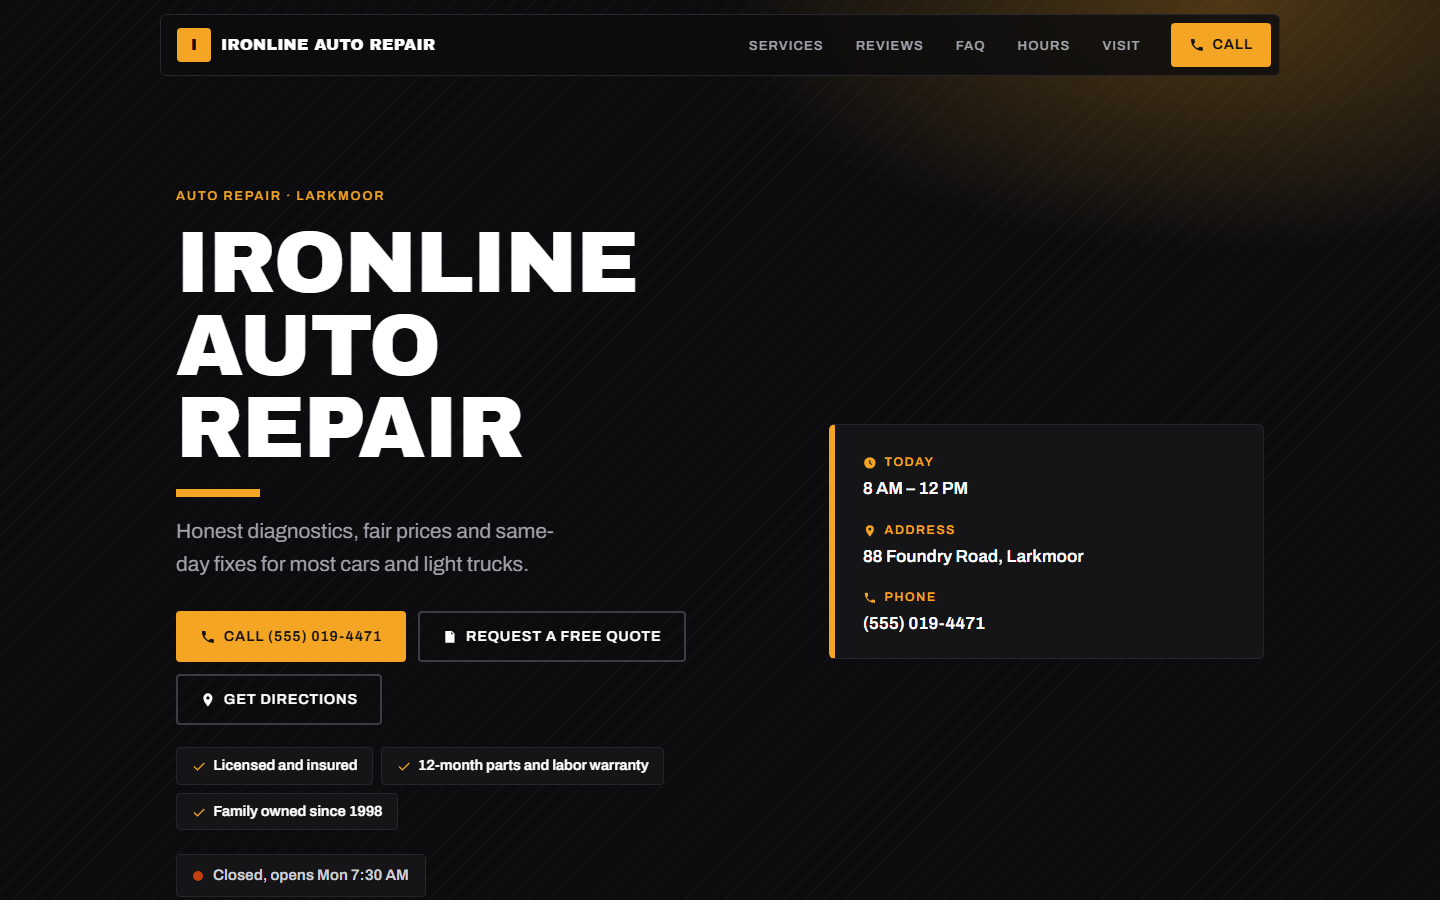 I
IRONLINE AUTO REPAIR
SERVICES
REVIEWS
FAQ
HOURS
VISIT
CALL
AUTO REPAIR · LARKMOOR
IRONLINE
AUTO
REPAIR
Honest diagnostics, fair prices and same-
day fixes for most cars and light trucks.
CALL (555) 019-4471
REQUEST A FREE QUOTE
GET DIRECTIONS
Licensed and insured
12-month parts and labor warranty
Family owned since 1998
Closed, opens Mon 7:30 AM
TODAY
8 AM – 12 PM
ADDRESS
88 Foundry Road, Larkmoor
PHONE
(555) 019-4471